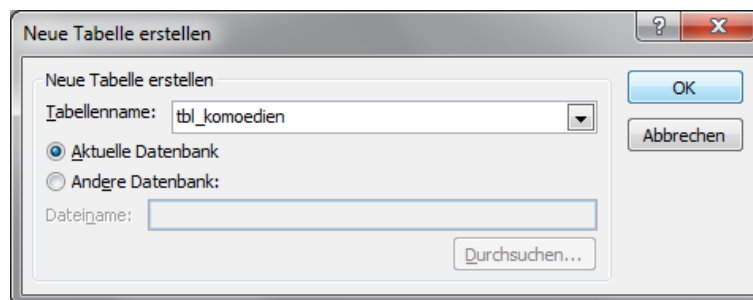 Neue Tabelle erstellen
Neue Tabelle erstellen
Tabellenname: tbl_komoedien
Aktuelle Datenbank
Andere Datenbank:
Dateiname:
Durchsuchen...
OK
Abbrechen